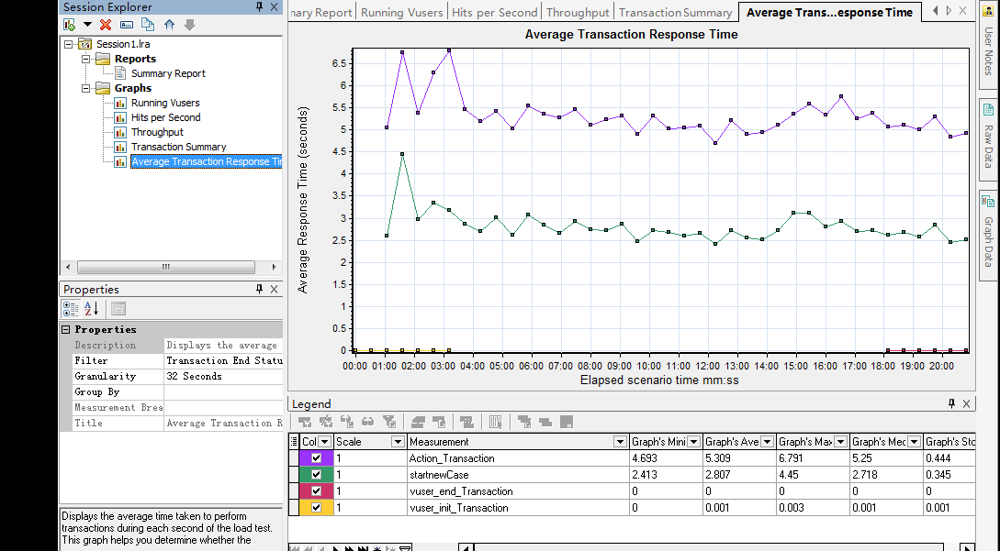 Session Explorer
Session1.lra
Reports
Summary Report
Graphs
Running Vusers
Hits per Second
Throughput
Transaction Summary
Average Transaction Response Tir
Properties
Properties
Description Displays the average
Filter Transaction End Statu
Granularity 32 Seconds
Group By
Measurement Brea
Title Average Transaction R
Displays the average time taken to perform
transactions during each second of the load test.
This graph helps you determine whether the
nary Report Running Vusers Hits per Second Throughput Transaction Summary Average Trans...esponse Time
Average Transaction Response Time
Average Response Time (seconds)
6.5
6
5.5
5
4.5
4
3.5
3
2.5
2
1.5
1
0.5
0
00:00 01:00 02:00 03:00 04:00 05:00 06:00 07:00 08:00 09:00 10:00 11:00 12:00 13:00 14:00 15:00 16:00 17:00 18:00 19:00 20:00
Elapsed scenario time mm:ss
Legend
Col Scale Measurement Graph's Mini Graph's Ave Graph's Max Graph's Mec Graph's Stc
1 Action_Transaction 4.693 5.309 6.791 5.25 0.444
1 startnewCase 2.413 2.807 4.45 2.718 0.345
1 vuser_end_Transaction 0 0 0 0 0
1 vuser_init_Transaction 0 0.001 0.003 0.001 0.001
User Notes
Raw Data
Graph Data